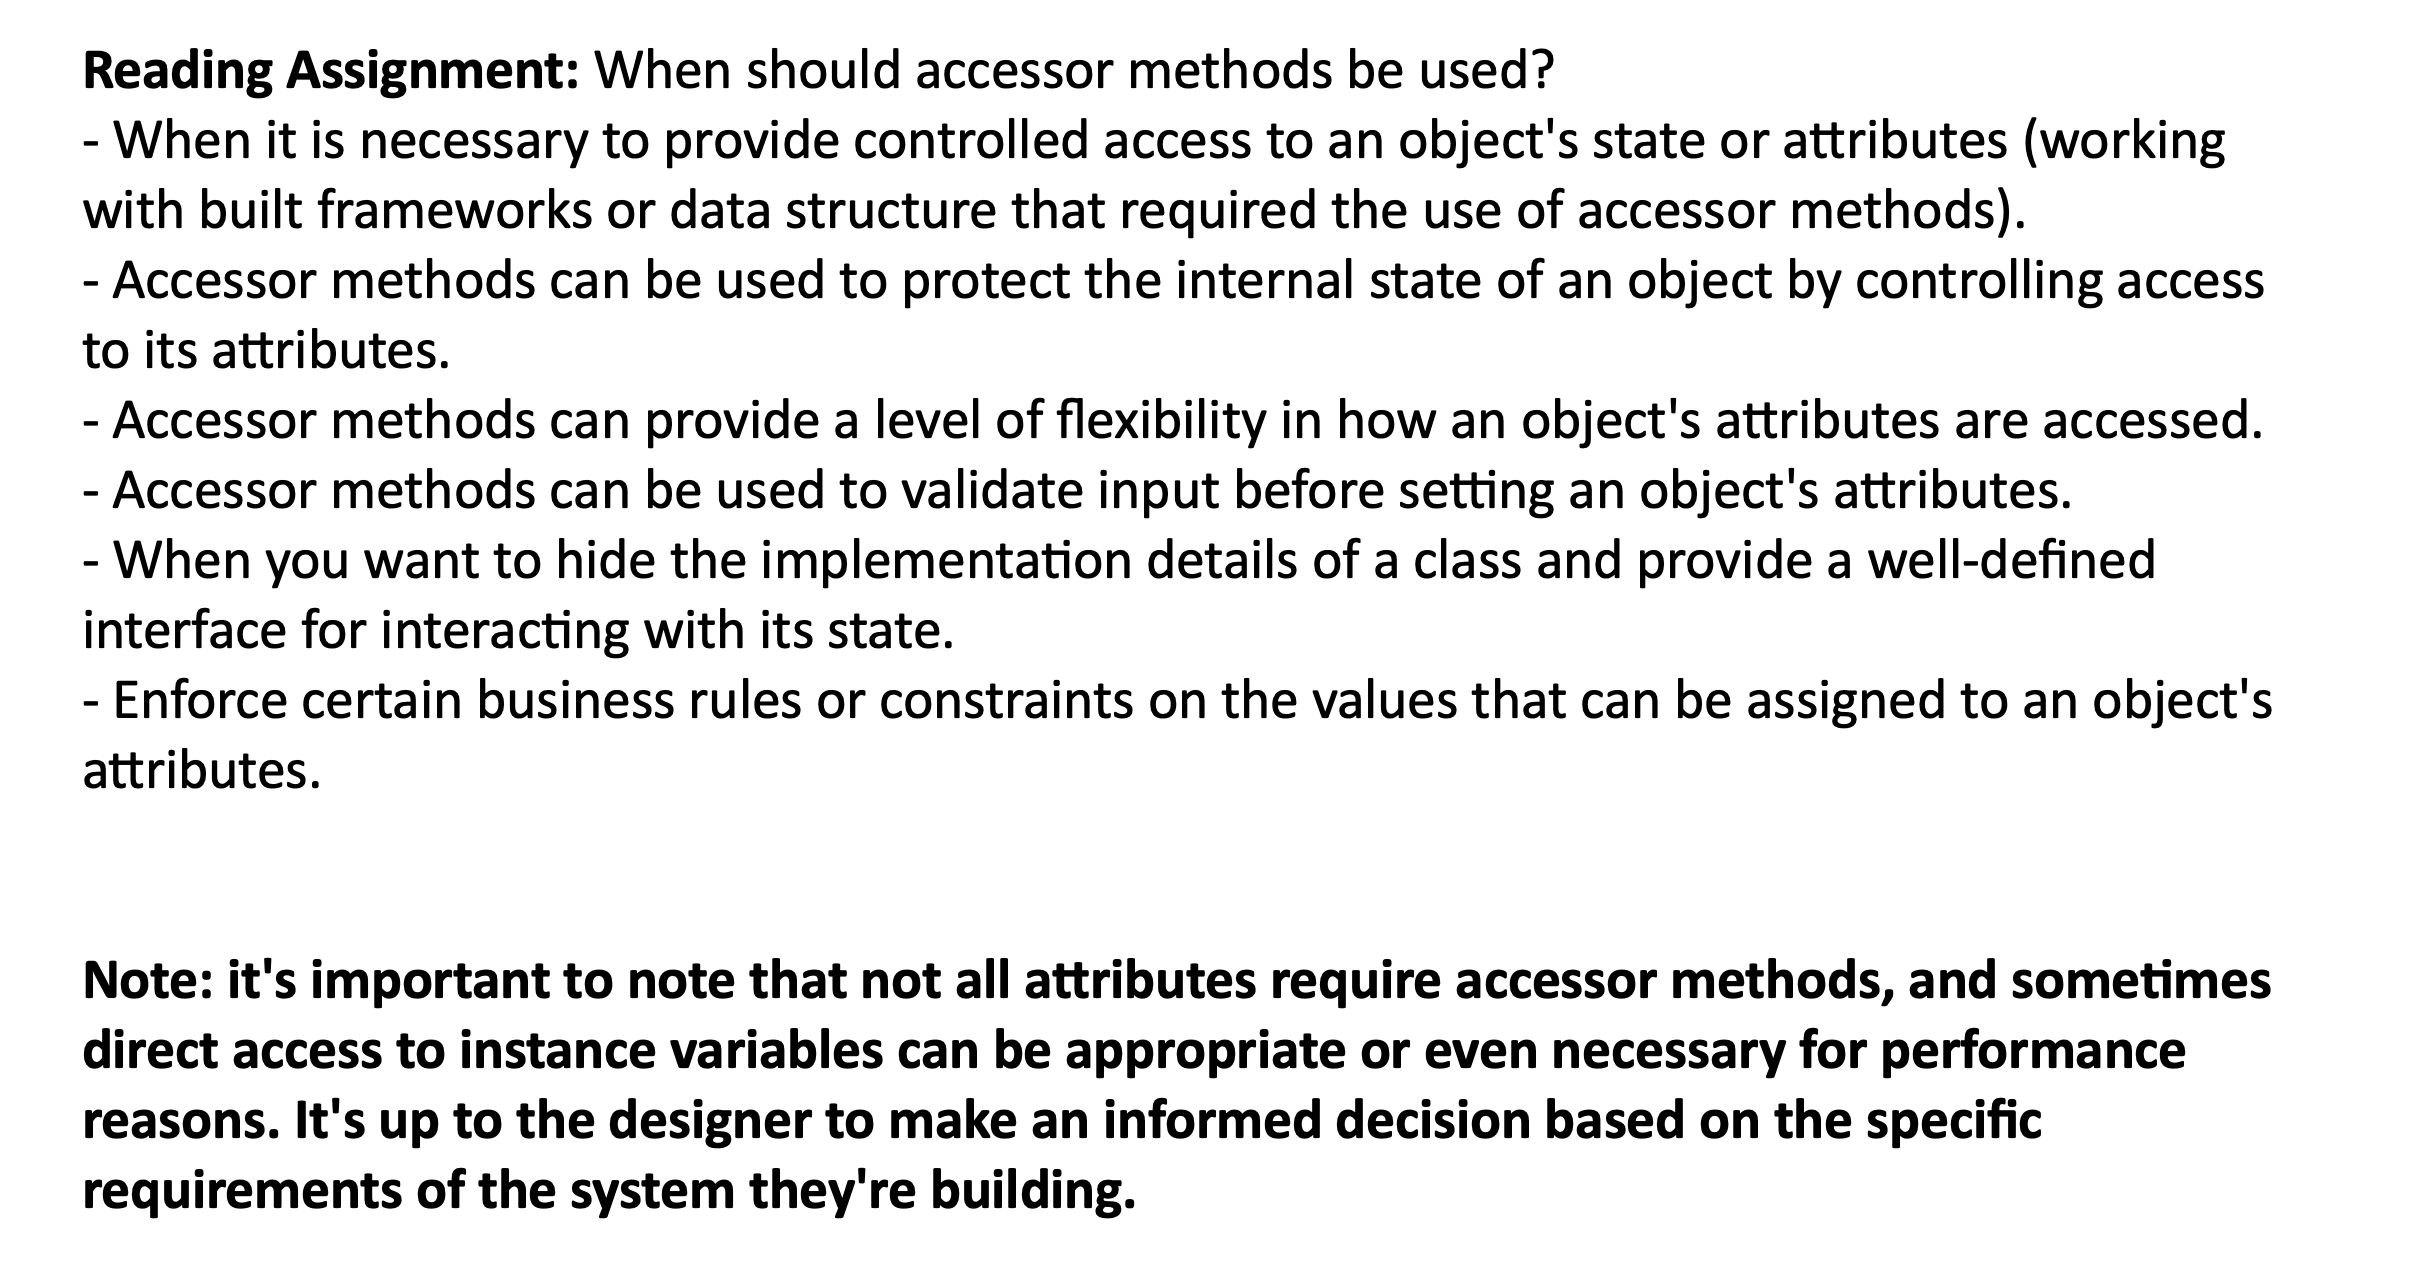 Reading Assignment: When should accessor methods be used?
- When it is necessary to provide controlled access to an object's state or attributes (working
with built frameworks or data structure that required the use of accessor methods).
- Accessor methods can be used to protect the internal state of an object by controlling access
to its attributes.
- Accessor methods can provide a level of flexibility in how an object's attributes are accessed.
- Accessor methods can be used to validate input before setting an object's attributes.
- When you want to hide the implementation details of a class and provide a well-defined
interface for interacting with its state.
- Enforce certain business rules or constraints on the values that can be assigned to an object's
attributes.
Note: it's important to note that not all attributes require accessor methods, and sometimes
direct access to instance variables can be appropriate or even necessary for performance
reasons. It's up to the designer to make an informed decision based on the specific
requirements of the system they're building.